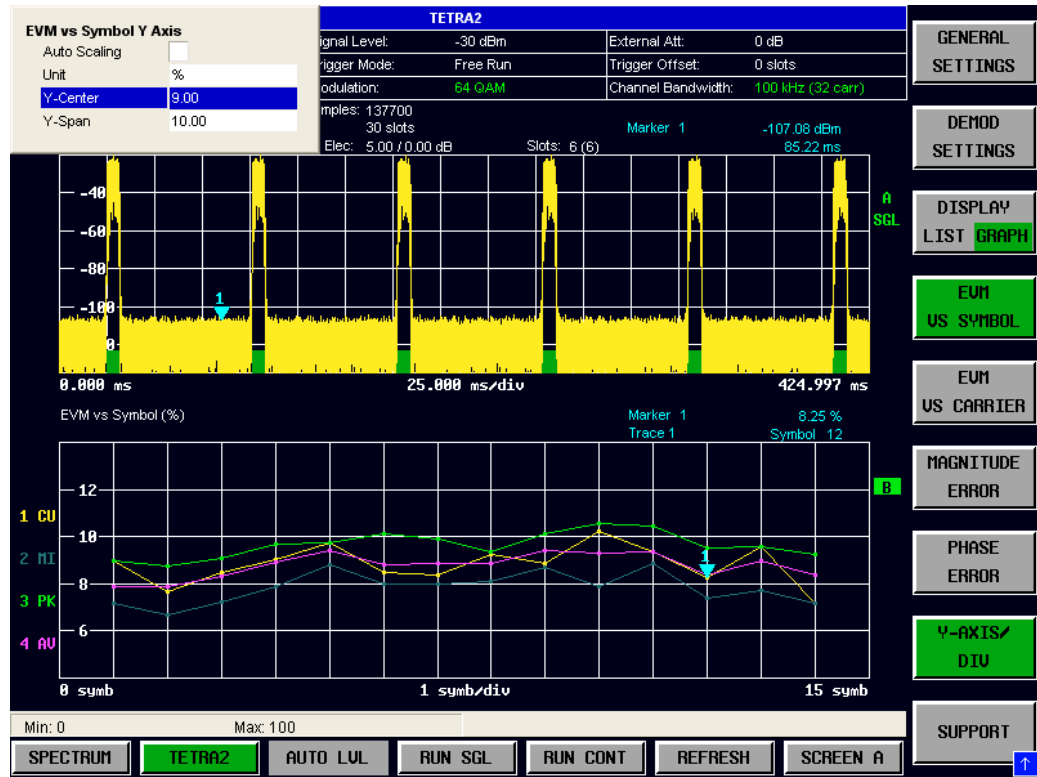 EVM vs Symbol Y Axis
Auto Scaling
Unit %
Y-Center 9.00
Y-Span 10.00
TETRA2
ignal Level: -30 dBm External Att: 0 dB
igger Mode: Free Run Trigger Offset: 0 slots
odulation: 64 QAM Channel Bandwidth: 100 kHz (32 carr)
mples: 137700
30 slots Marker 1 -107.08 dBm
Elec: 5.00 / 0.00 dB Slots: 6 (6) 85.22 ms
-40
-60
-80
-100
1
A
SGL
0.000 ms 25.000 ms/div 424.997 ms
EVM vs Symbol (%) Marker 1 8.25 %
Trace 1 Symbol 12
12
10
8
6
1
B
1 CU
2 MI
3 PK
4 AV
0 symb 1 symb/div 15 symb
Min: 0 Max: 100
SPECTRUM TETRA2 AUTO LVL RUN SGL RUN CONT REFRESH SCREEN A
GENERAL
SETTINGS
DEMOD
SETTINGS
DISPLAY
LIST GRAPH
EVM
VS SYMBOL
EVM
VS CARRIER
MAGNITUDE
ERROR
PHASE
ERROR
Y-AXIS/
DIV
SUPPORT
↑